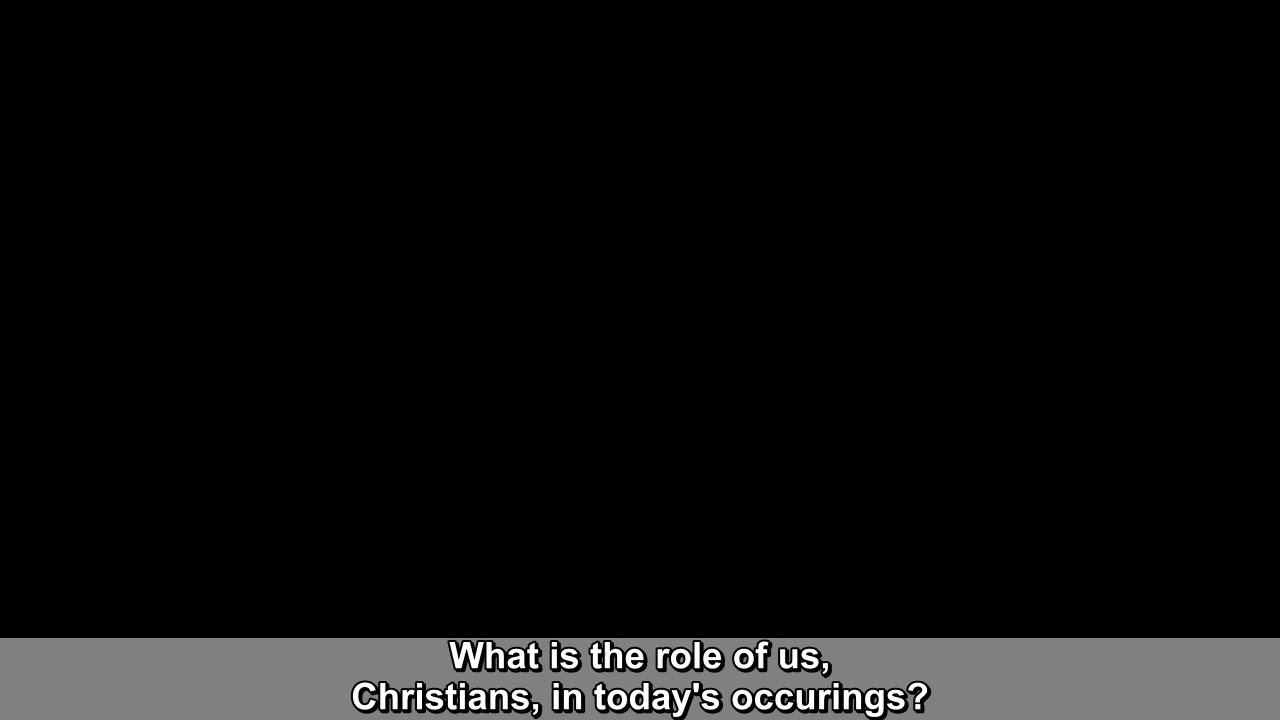 What is the role of us,
Christians, in today's occurings?